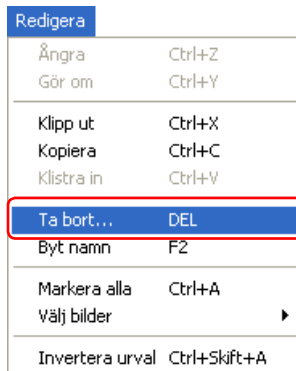 Redigera
Ångra Ctrl+Z
Gör om Ctrl+Y
Klipp ut Ctrl+X
Kopiera Ctrl+C
Klistra in Ctrl+V
Ta bort... DEL
Byt namn F2
Markera alla Ctrl+A
Välj bilder
Invertera urval Ctrl+Skift+A